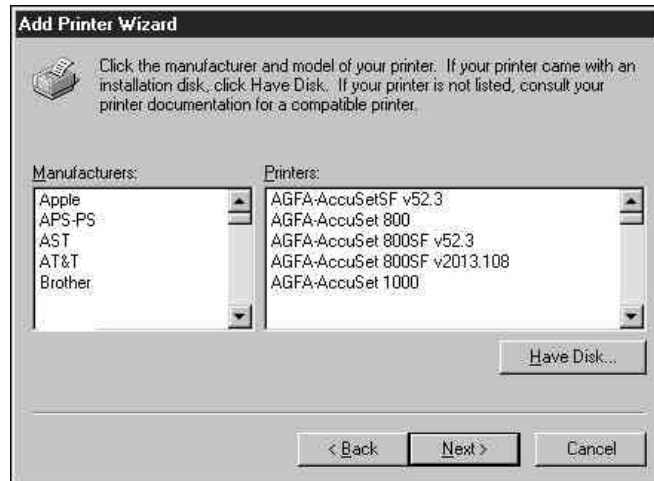 Add Printer Wizard
Click the manufacturer and model of your printer. If your printer came with an
installation disk, click Have Disk. If your printer is not listed, consult your
printer documentation for a compatible printer.
Manufacturers:
Apple
APS-PS
AST
AT&T
Brother
Printers:
AGFA-AccuSetSF v52.3
AGFA-AccuSet 800
AGFA-AccuSet 800SF v52.3
AGFA-AccuSet 800SF v2013.108
AGFA-AccuSet 1000
Have Disk...
< Back
Next >
Cancel